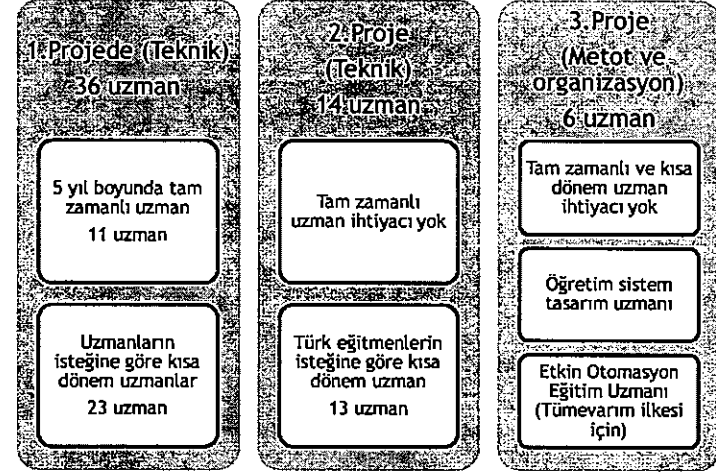 1.Projede (Teknik)
36 uzman
5 yıl boyunda tam
zamanlı uzman
11 uzman
Uzmanların
isteğine göre kısa
dönem uzmanlar
23 uzman
2.Proje
(Teknik)
14 uzman
Tam zamanlı
uzman ihtiyacı yok
Türk eğitmenlerin
isteğine göre kısa
dönem uzman
13 uzman
3.Proje
(Metot ve
organizasyon)
6 uzman
Tam zamanlı ve kısa
dönem uzman
ihtiyacı yok
Öğretim sistem
tasarım uzmanı
Etkin Otomasyon
Eğitim Uzmanı
(Tümevarım ilkesi
için)